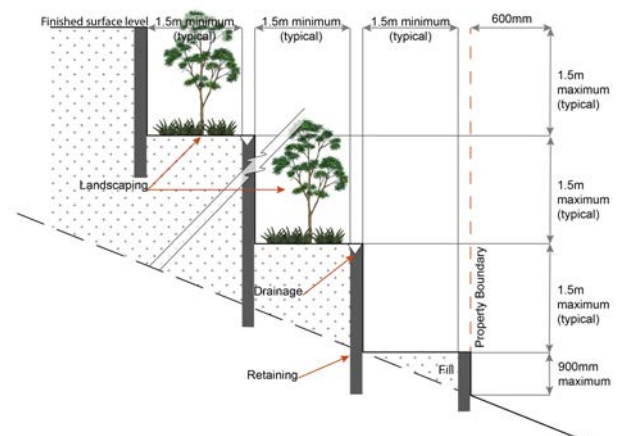 Finished surface level
1.5m minimum
(typical)
1.5m minimum
(typical)
1.5m minimum
(typical)
600mm
1.5m
maximum
(typical)
Landscaping
1.5m
maximum
(typical)
Drainage
Property Boundary
1.5m
maximum
(typical)
Retaining
Fill
900mm
maximum